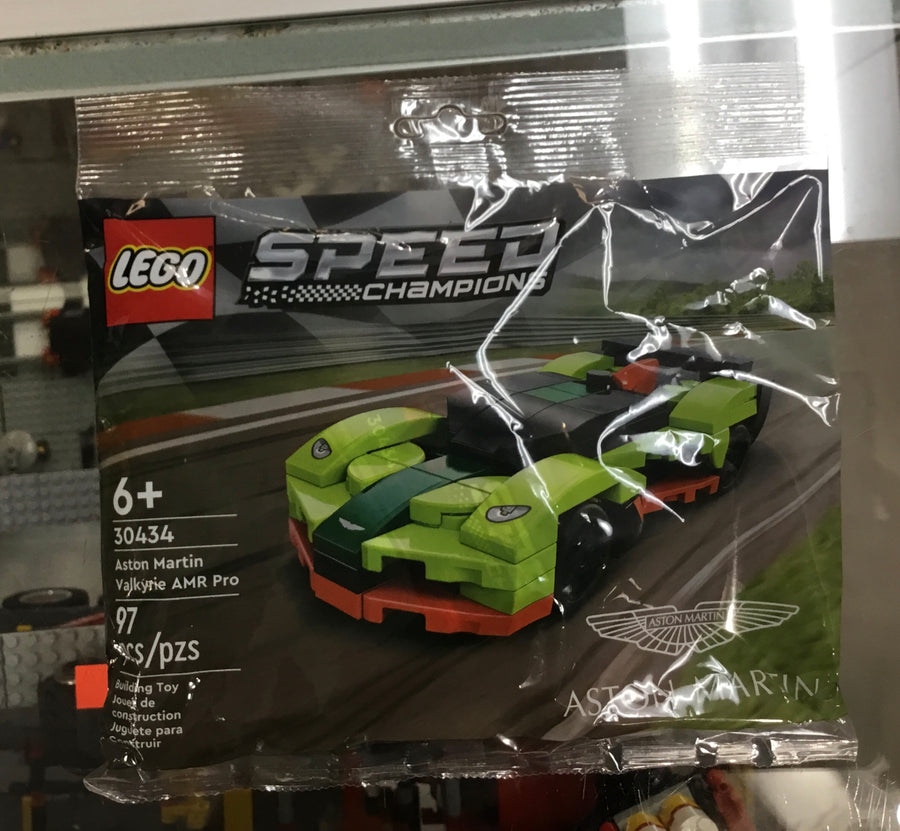 LEGO
SPEED
CHAMPIONS
6+
30434
Aston Martin
Valkyrie AMR Pro
97
pcs/pzs
Building Toy
Jouet de
construction
Juguete para
Construir
ASTON MARTIN
ASTON MARTIN